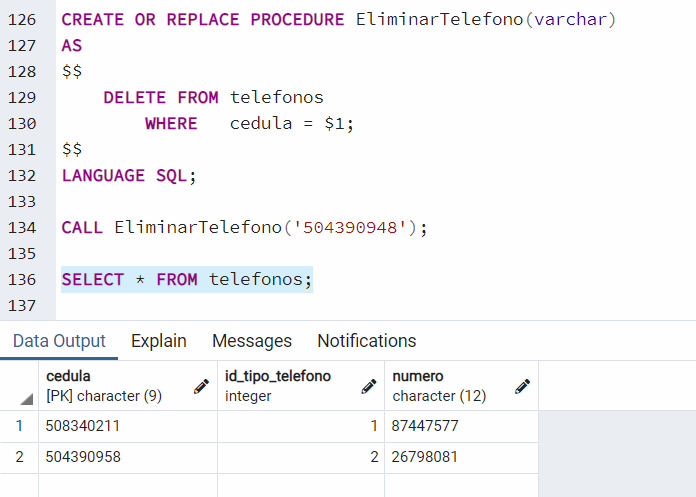 126 CREATE OR REPLACE PROCEDURE EliminarTelefono(varchar)
127 AS
128 $$
129 DELETE FROM telefonos
130 WHERE cedula = $1;
131 $$
132 LANGUAGE SQL;
133
134 CALL EliminarTelefono('504390948');
135
136 SELECT * FROM telefonos;
137
Data Output Explain Messages Notifications
cedula id_tipo_telefono numero
[PK] character (9) integer character (12)
1 508340211 1 87447577
2 504390958 2 26798081